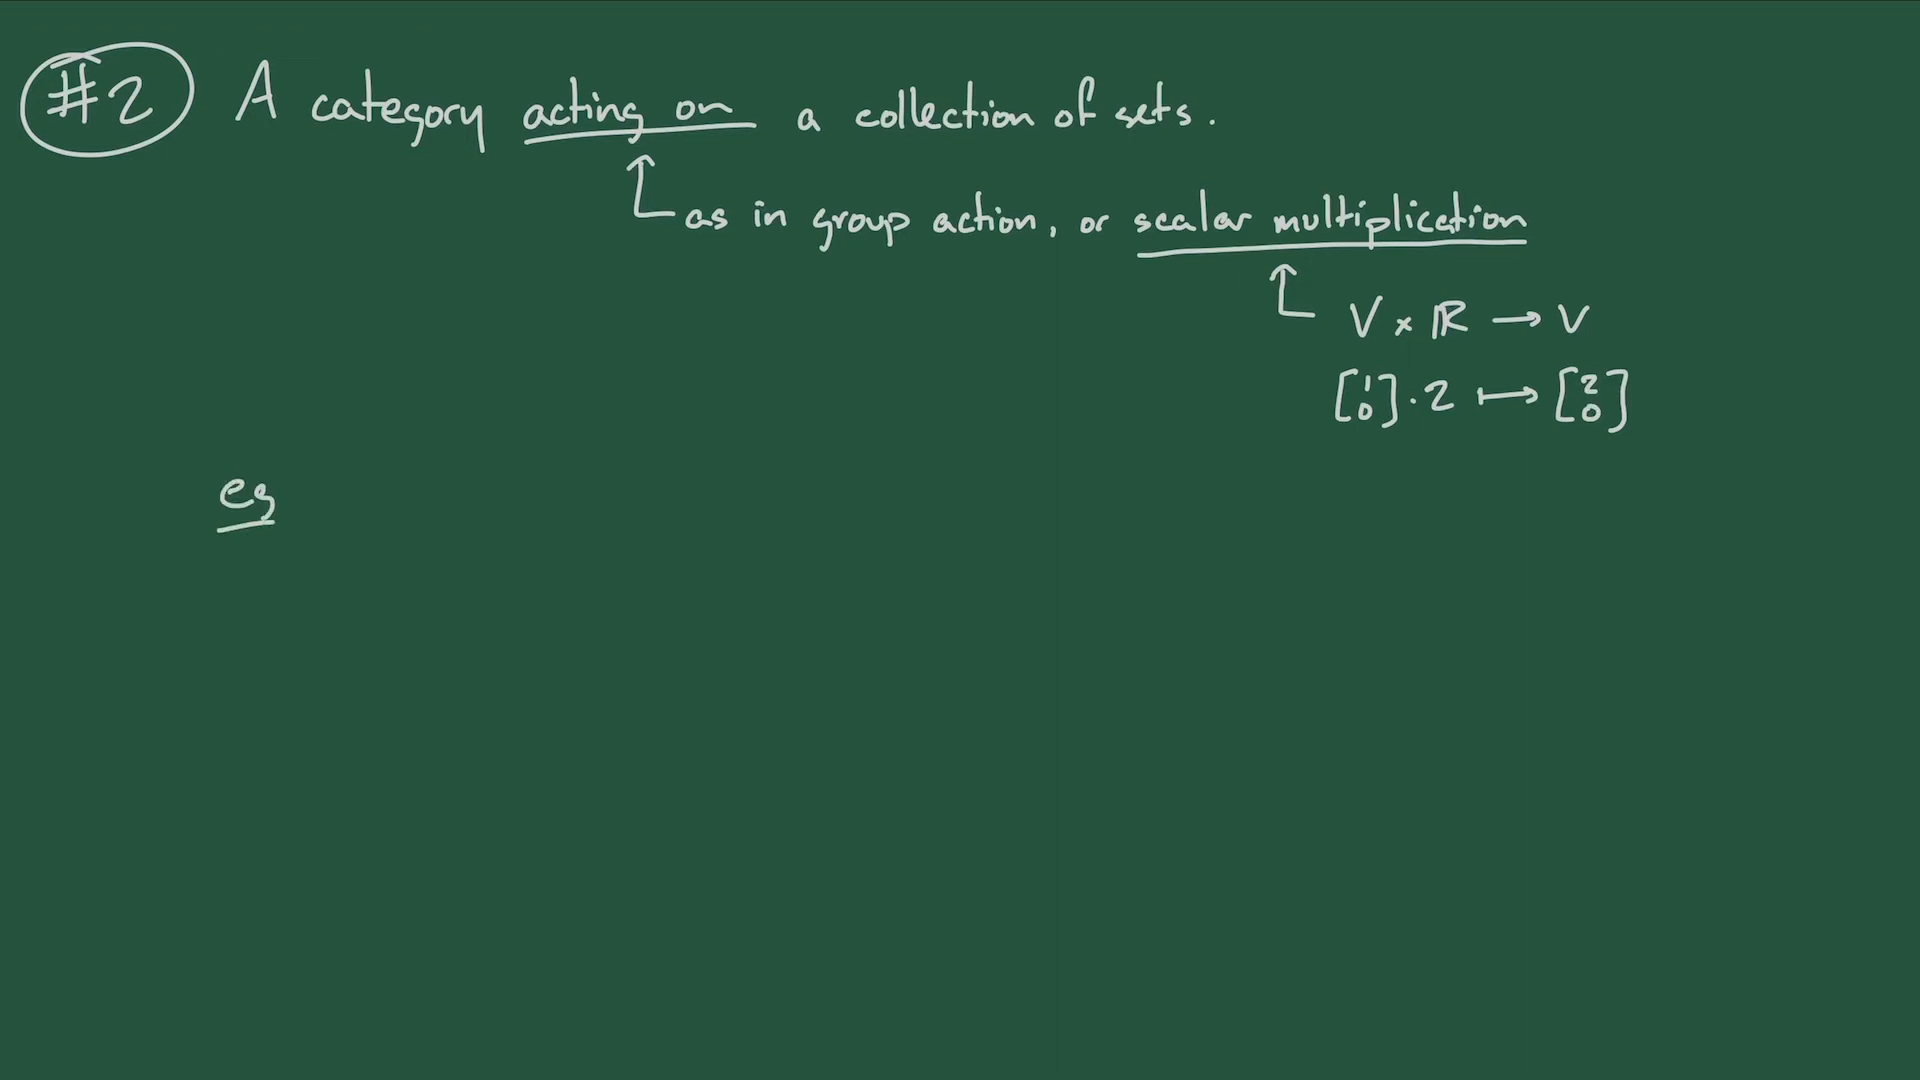 #2 A category acting on a collection of sets.
as in group action, or scalar multiplication
V × ℝ → V
[1 0] · 2 ↦ [2 0]
eg